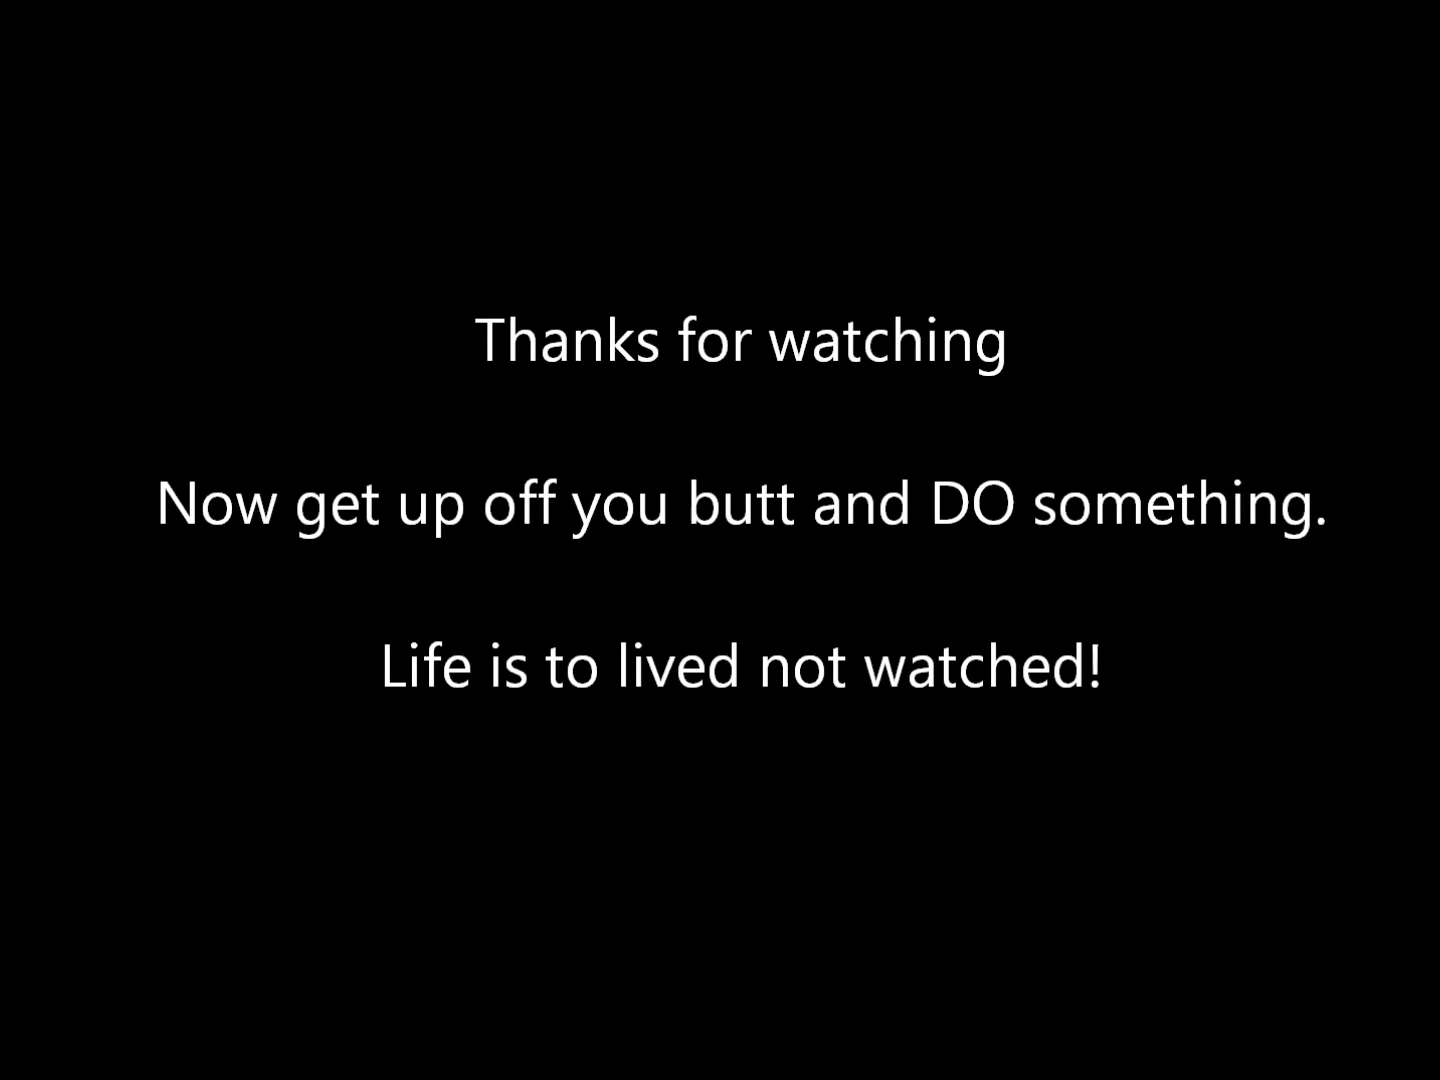 Thanks for watching
Now get up off you butt and DO something.
Life is to lived not watched!